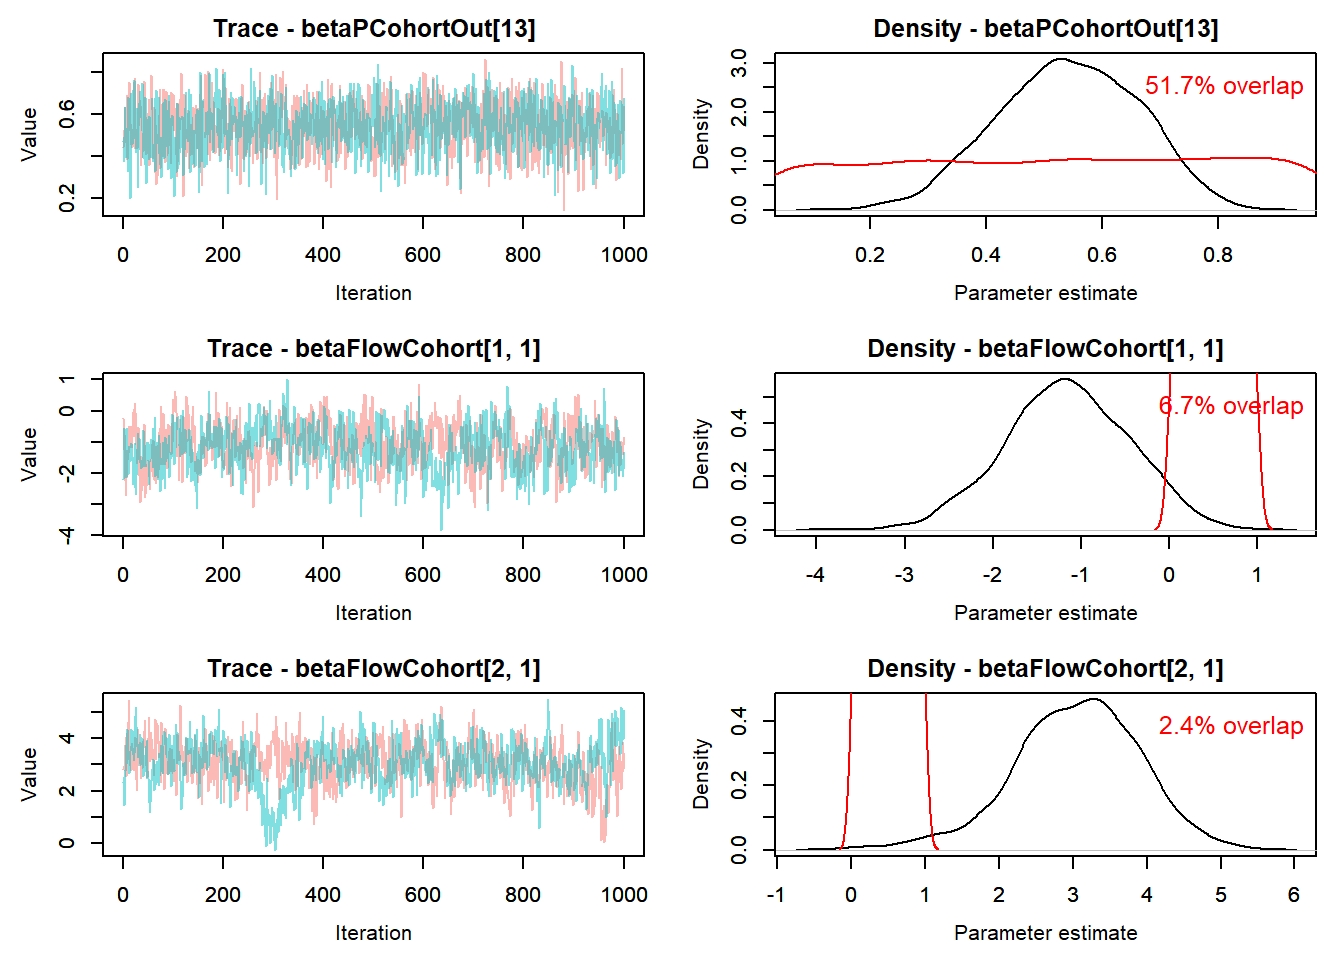 Trace - betaPCohortOut[13]
Value
0.2
0.6
0
200
400
600
800
1000
Iteration
Density - betaPCohortOut[13]
51.7% overlap
Density
0.0
1.0
2.0
3.0
0.2
0.4
0.6
0.8
Parameter estimate
Trace - betaFlowCohort[1, 1]
Value
-4
-2
0
1
0
200
400
600
800
1000
Iteration
Density - betaFlowCohort[1, 1]
6.7% overlap
Density
0.0
0.2
0.4
-4
-3
-2
-1
0
1
Parameter estimate
Trace - betaFlowCohort[2, 1]
Value
0
2
4
0
200
400
600
800
1000
Iteration
Density - betaFlowCohort[2, 1]
2.4% overlap
Density
0.0
0.2
0.4
-1
0
1
2
3
4
5
6
Parameter estimate